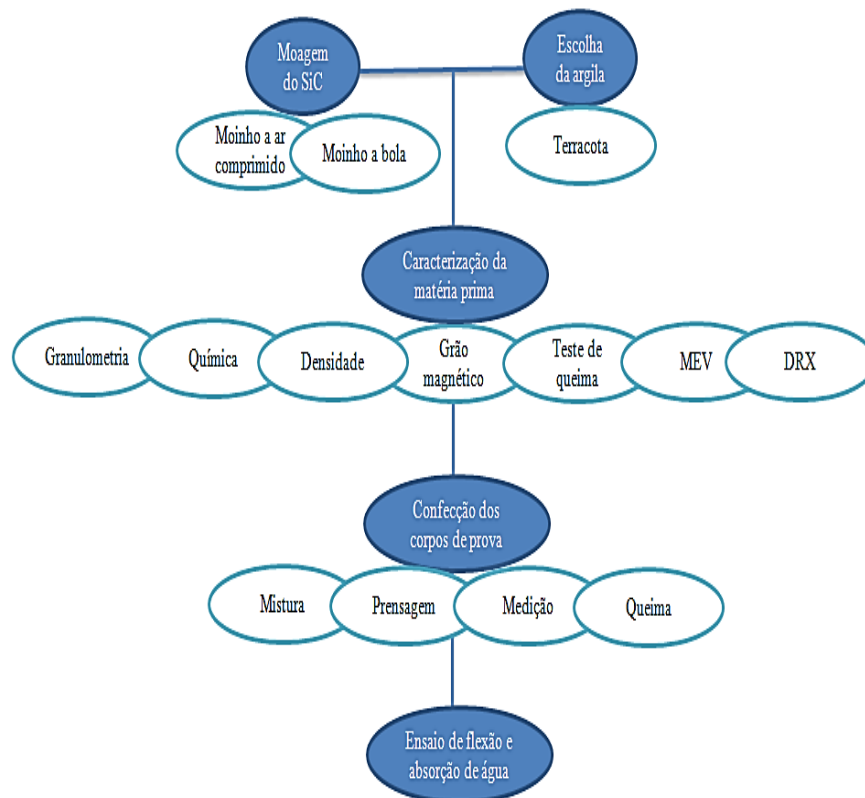 Moagem
do SiC
Escolha
da argila
Moinho a ar
comprimido
Moinho a bola
Terracota
Caracterização da
matéria prima
Granulometria
Química
Densidade
Grão
magnético
Teste de
queima
MEV
DRX
Confecção dos
corpos de prova
Mistura
Prensagem
Medição
Queima
Ensaio de flexão e
absorção de água